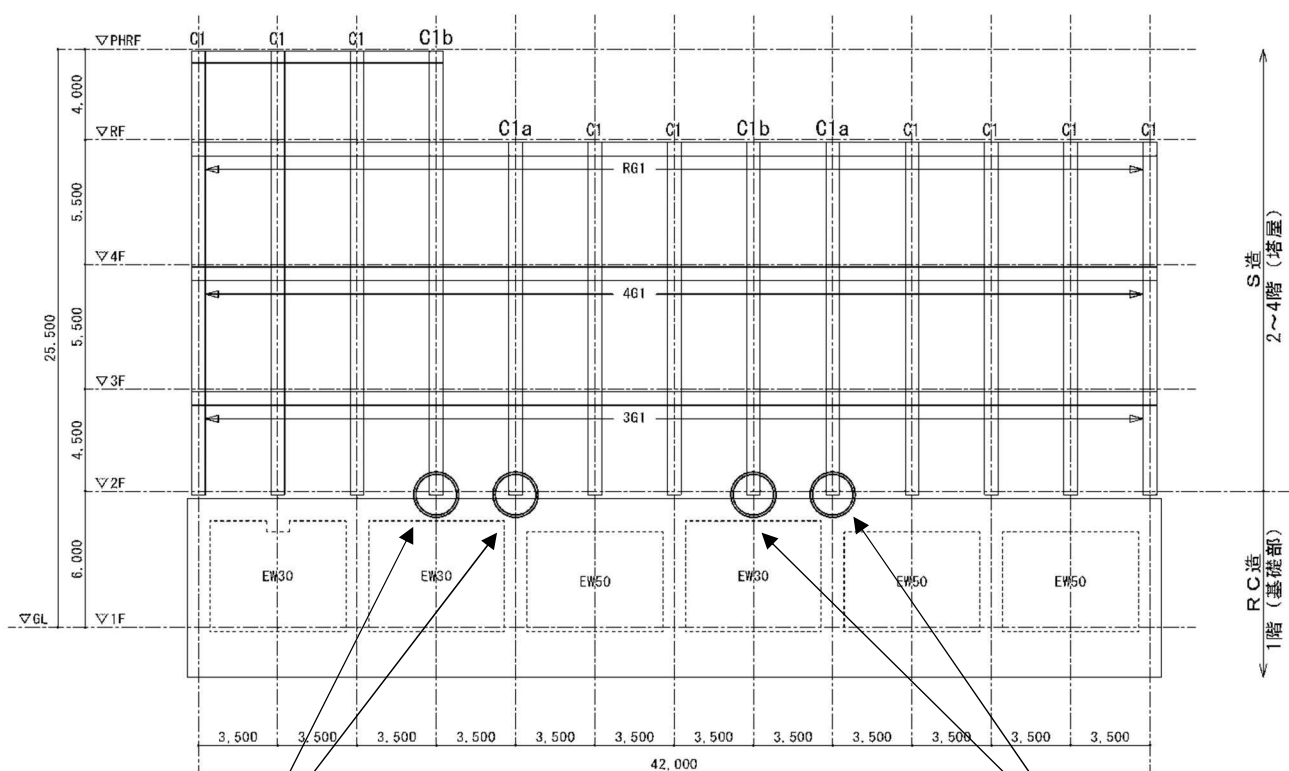 ▽PHRF
C1
C1
C1
C1b
4,000
▽RF
C1a
C1
C1
C1b
C1a
C1
C1
C1
C1
RG1
5,500
▽4F
4G1
25,500
5,500
▽3F
3G1
4,500
▽2F
S造
2～4階（塔屋）
6,000
EW30
EW30
EW50
EW30
EW50
EW50
RC造
1階（基礎部）
▽GL
▽1F
3,500
3,500
3,500
3,500
3,500
3,500
3,500
3,500
3,500
3,500
3,500
3,500
42,000